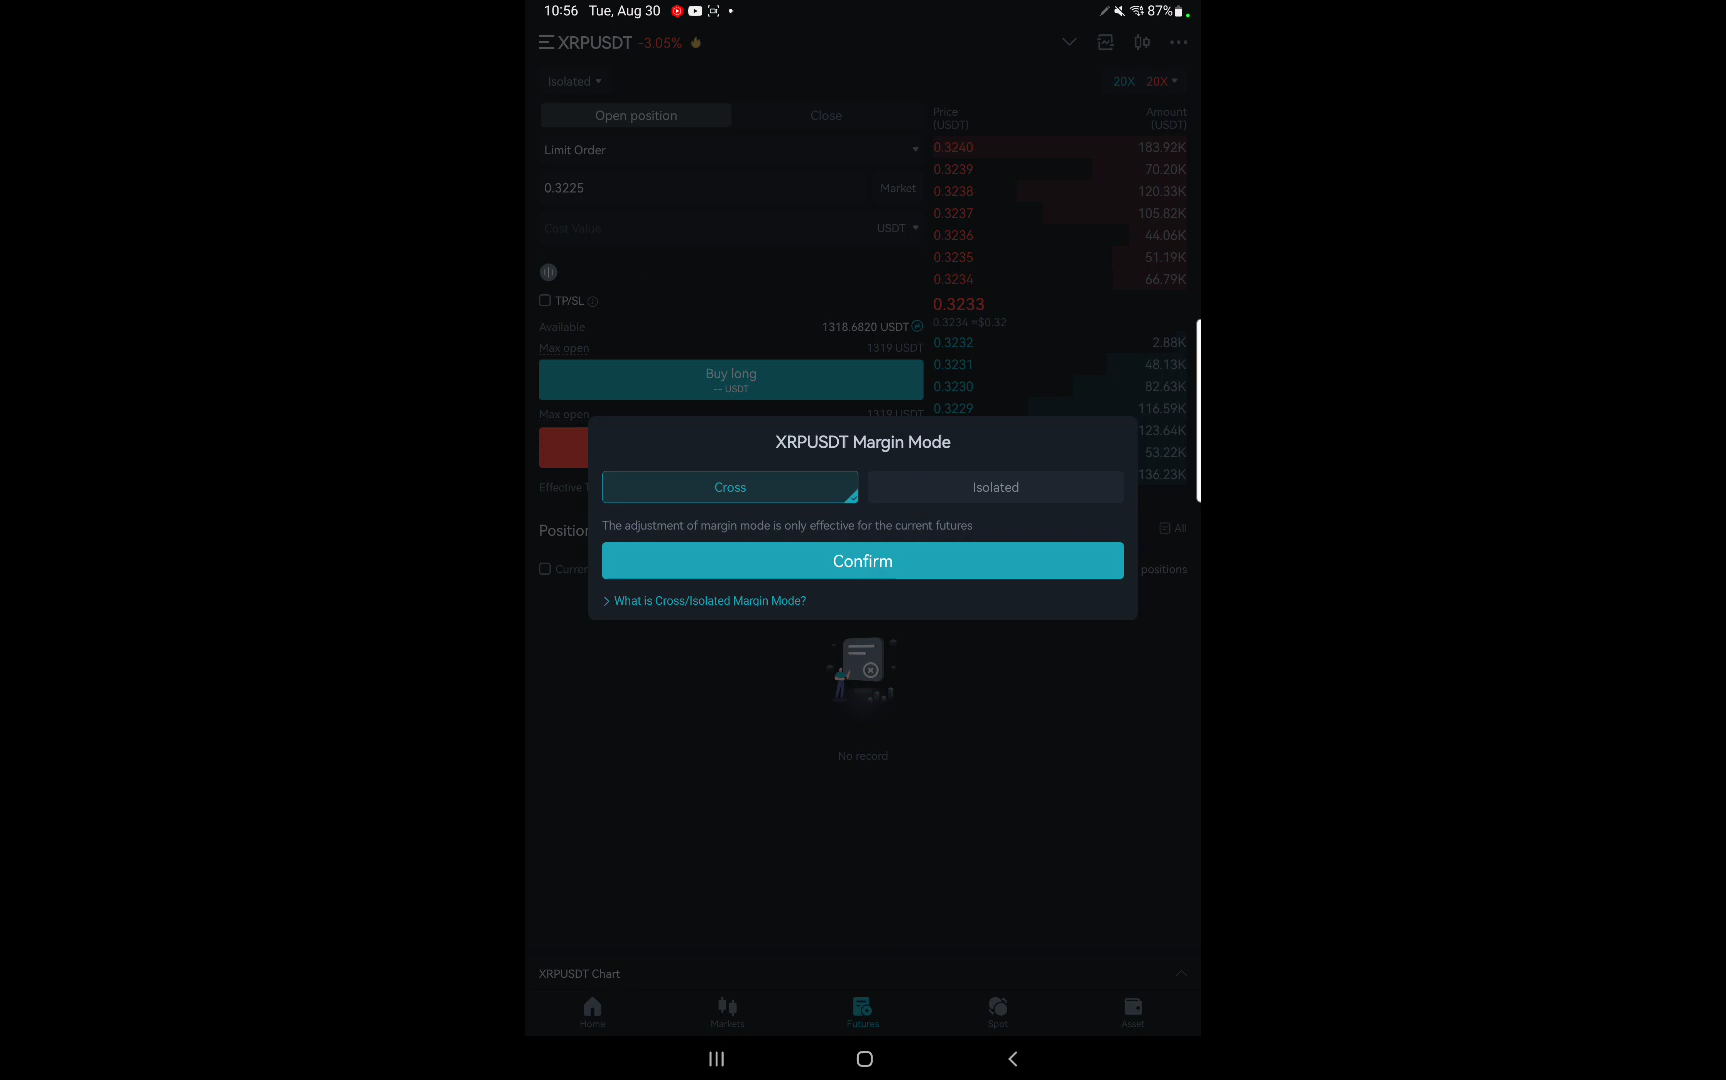 10:56 Tue, Aug 30
87%
XRPUSDT -3.05%
Isolated
20X 20X
Open position
Close
Price
(USDT)
Amount
(USDT)
Limit Order
0.3225
Market
Cost Value
USDT
TP/SL
Available
1318.6820 USDT
Max open
1319 USDT
Buy long
-- USDT
Max open
1319 USDT
0.3240 183.92K
0.3239 70.20K
0.3238 120.33K
0.3237 105.82K
0.3236 44.06K
0.3235 51.19K
0.3234 66.79K
0.3233
0.3234 ≈$0.32
0.3232 2.88K
0.3231 48.13K
0.3230 82.63K
0.3229 116.59K
123.64K
53.22K
136.23K
Effective T
XRPUSDT Margin Mode
Cross
Isolated
The adjustment of margin mode is only effective for the current futures
Confirm
What is Cross/Isolated Margin Mode?
Position
All
Curren
positions
No record
XRPUSDT Chart
Home
Markets
Futures
Spot
Asset